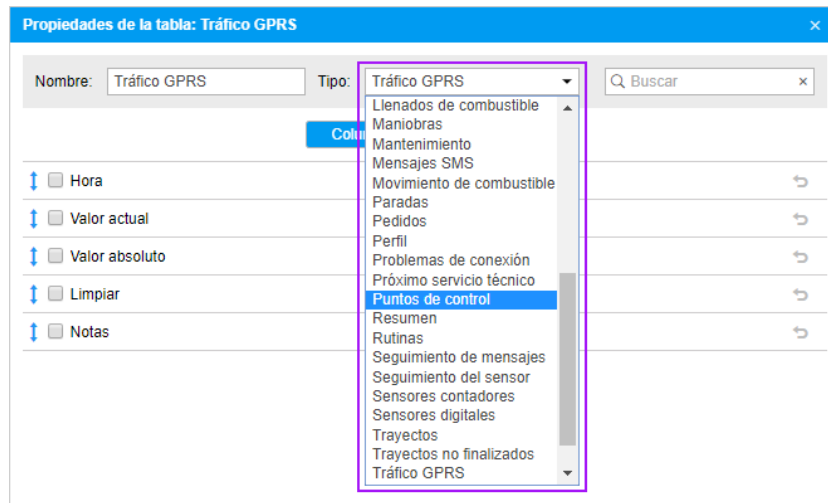 Propiedades de la tabla: Tráfico GPRS ×
Nombre: Tráfico GPRS Tipo: Tráfico GPRS Buscar ×
Llenados de combustible
Maniobras
Mantenimiento
Mensajes SMS
Movimiento de combustible
Paradas
Pedidos
Perfil
Problemas de conexión
Próximo servicio técnico
Puntos de control
Resumen
Rutinas
Seguimiento de mensajes
Seguimiento del sensor
Sensores contadores
Sensores digitales
Trayectos
Trayectos no finalizados
Tráfico GPRS
Hora
Valor actual
Valor absoluto
Limpiar
Notas